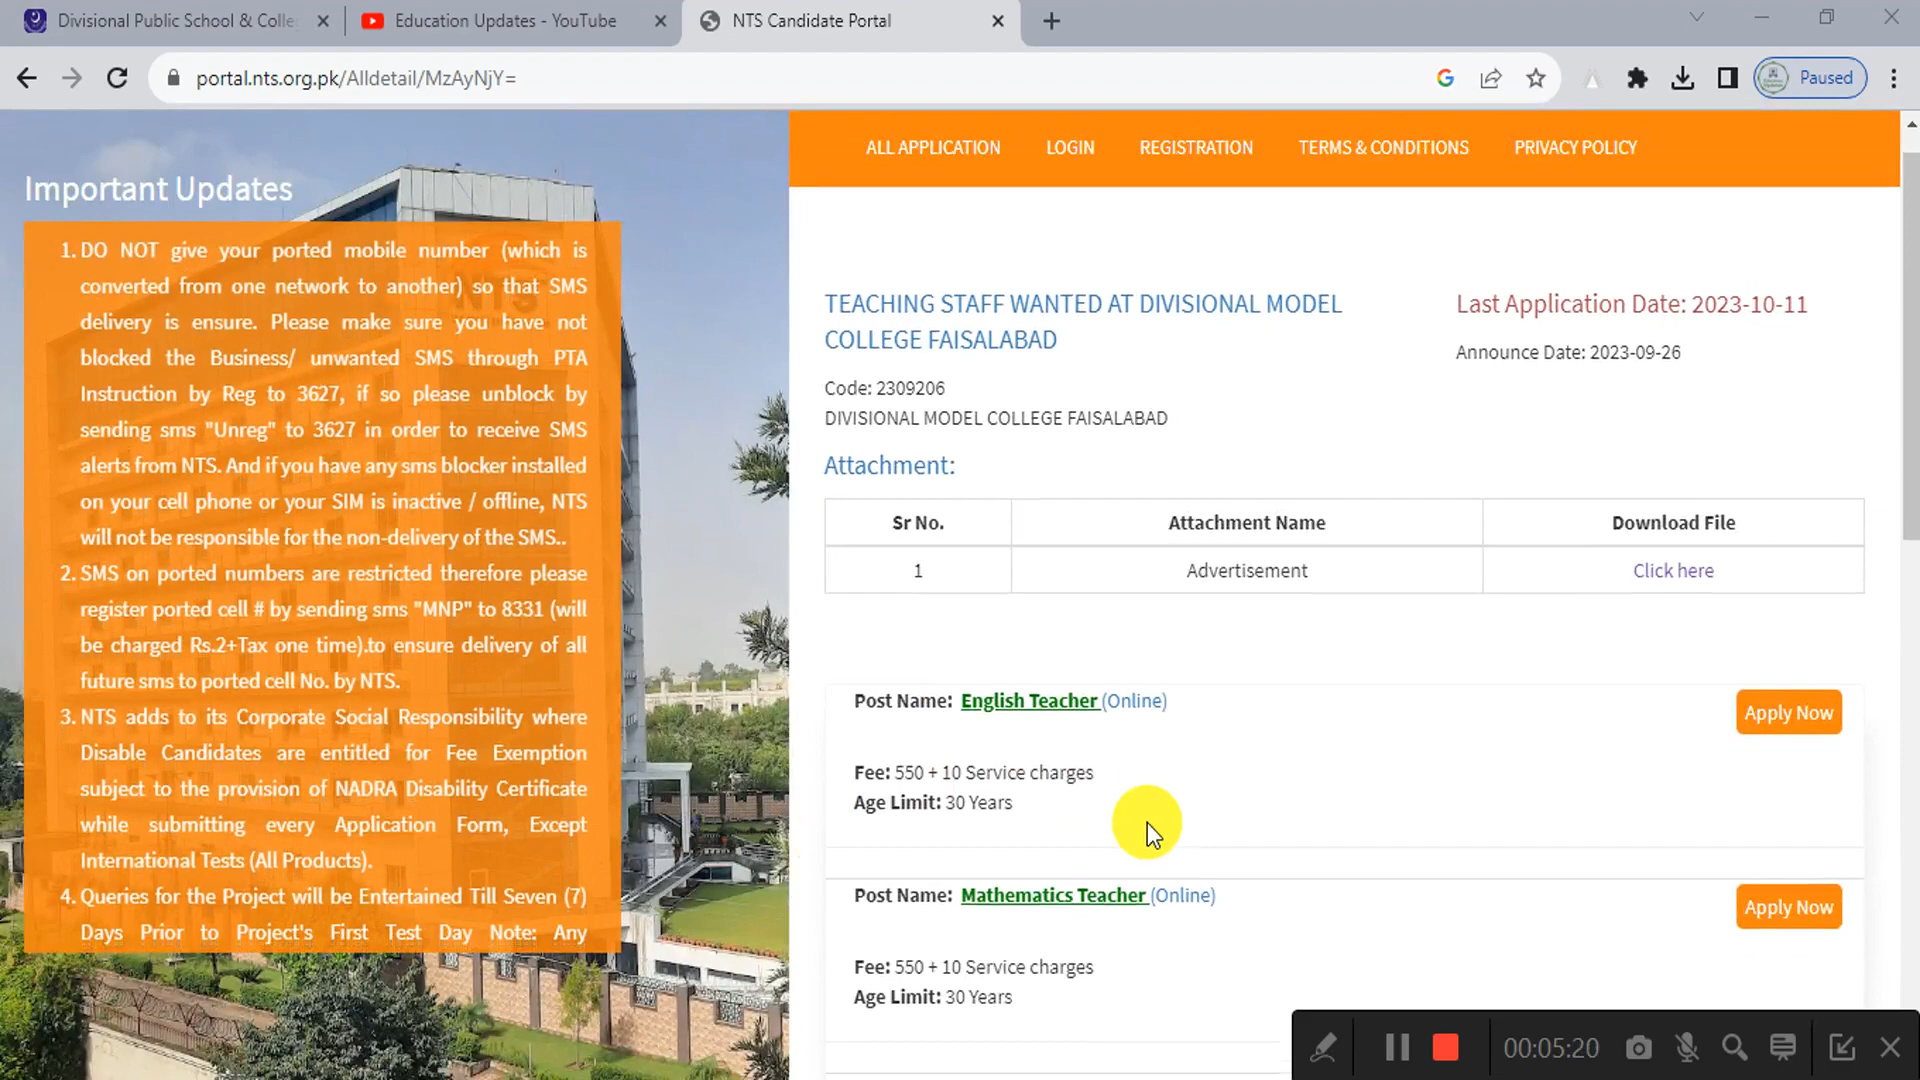 Divisional Public School & Colle
Education Updates - YouTube
NTS Candidate Portal
portal.nts.org.pk/Alldetail/MzAyNjY=
Paused
ALL APPLICATION LOGIN REGISTRATION TERMS & CONDITIONS PRIVACY POLICY
Important Updates
1. DO NOT give your ported mobile number (which is
converted from one network to another) so that SMS
delivery is ensure. Please make sure you have not
blocked the Business/ unwanted SMS through PTA
Instruction by Reg to 3627, if so please unblock by
sending sms "Unreg" to 3627 in order to receive SMS
alerts from NTS. And if you have any sms blocker installed
on your cell phone or your SIM is inactive / offline, NTS
will not be responsible for the non-delivery of the SMS..
2. SMS on ported numbers are restricted therefore please
register ported cell # by sending sms "MNP" to 8331 (will
be charged Rs.2+Tax one time).to ensure delivery of all
future sms to ported cell No. by NTS.
3. NTS adds to its Corporate Social Responsibility where
Disable Candidates are entitled for Fee Exemption
subject to the provision of NADRA Disability Certificate
while submitting every Application Form, Except
International Tests (All Products).
4. Queries for the Project will be Entertained Till Seven (7)
Days Prior to Project's First Test Day Note: Any
TEACHING STAFF WANTED AT DIVISIONAL MODEL
COLLEGE FAISALABAD
Last Application Date: 2023-10-11
Announce Date: 2023-09-26
Code: 2309206
DIVISIONAL MODEL COLLEGE FAISALABAD
Attachment:
Sr No. Attachment Name Download File
1 Advertisement Click here
Post Name: English Teacher (Online)
Apply Now
Fee: 550 + 10 Service charges
Age Limit: 30 Years
Post Name: Mathematics Teacher (Online)
Apply Now
Fee: 550 + 10 Service charges
Age Limit: 30 Years
00:05:20